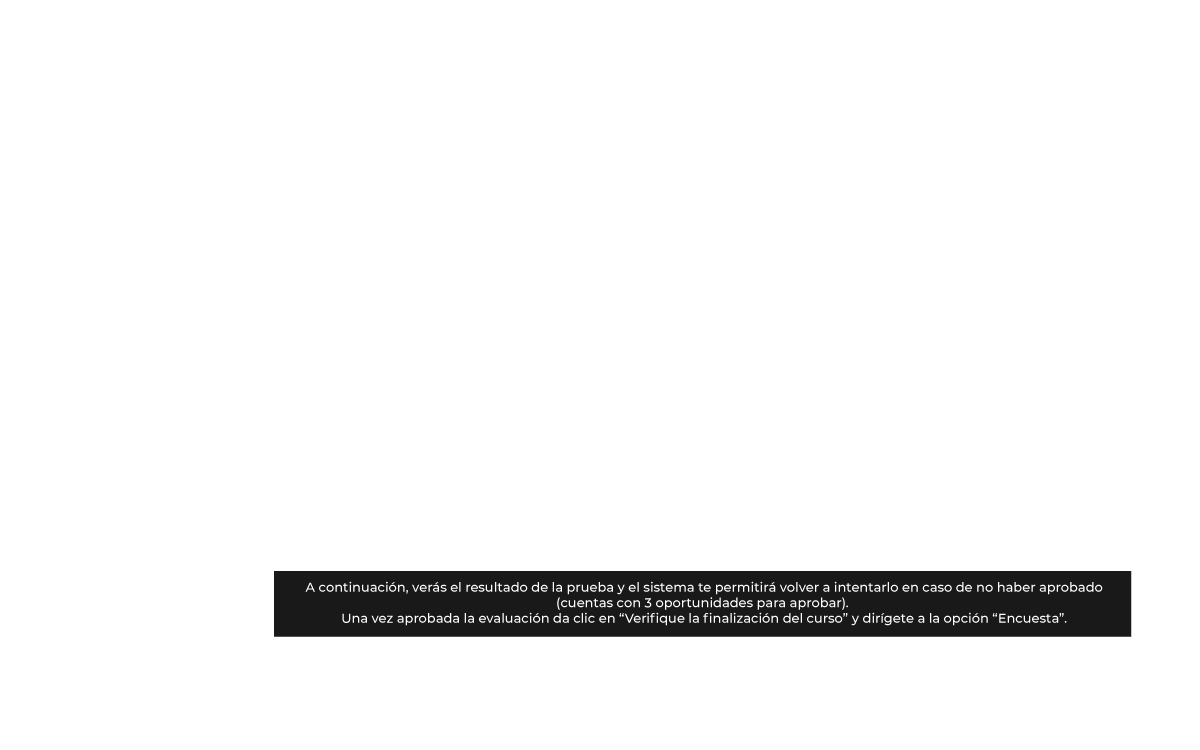 A continuación, verás el resultado de la prueba y el sistema te permitirá volver a intentarlo en caso de no haber aprobado
(cuentas con 3 oportunidades para aprobar).
Una vez aprobada la evaluación da clic en “Verifique la finalización del curso” y dirígete a la opción “Encuesta”.